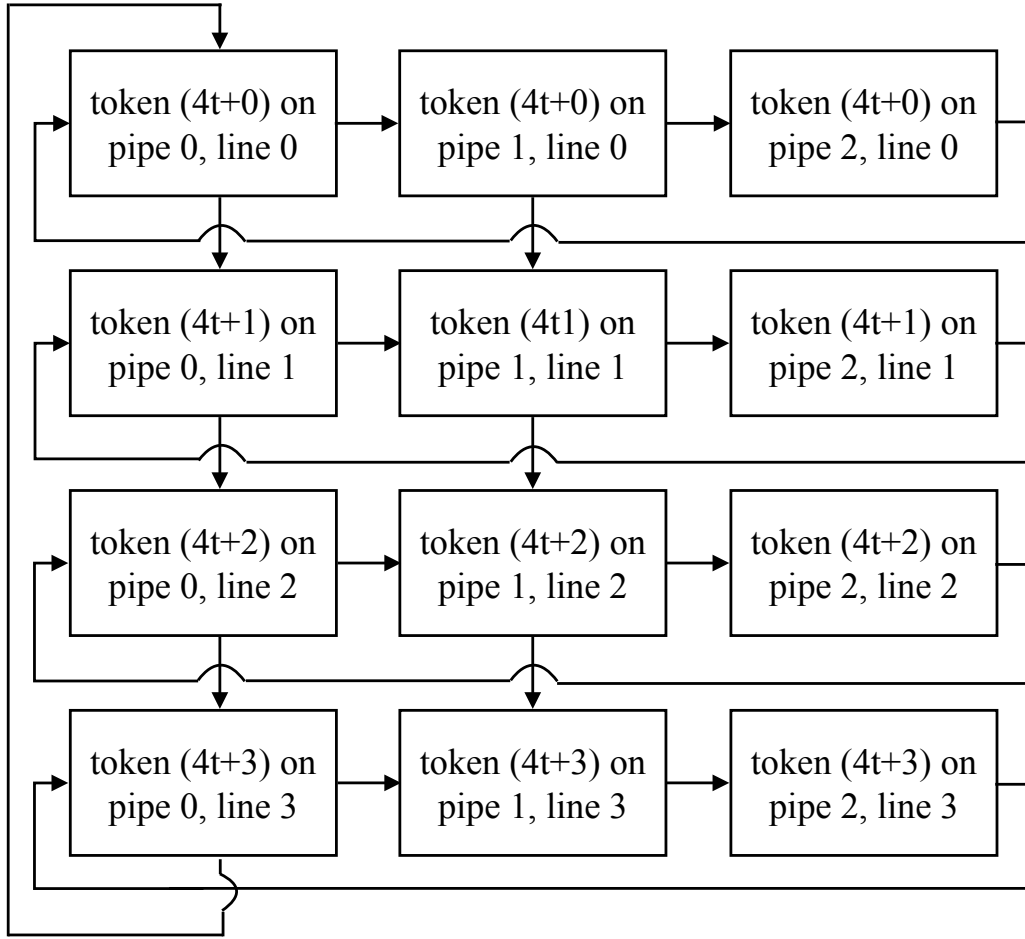 token (4t+0) on
pipe 0, line 0
token (4t+0) on
pipe 1, line 0
token (4t+0) on
pipe 2, line 0
token (4t+1) on
pipe 0, line 1
token (4t1) on
pipe 1, line 1
token (4t+1) on
pipe 2, line 1
token (4t+2) on
pipe 0, line 2
token (4t+2) on
pipe 1, line 2
token (4t+2) on
pipe 2, line 2
token (4t+3) on
pipe 0, line 3
token (4t+3) on
pipe 1, line 3
token (4t+3) on
pipe 2, line 3